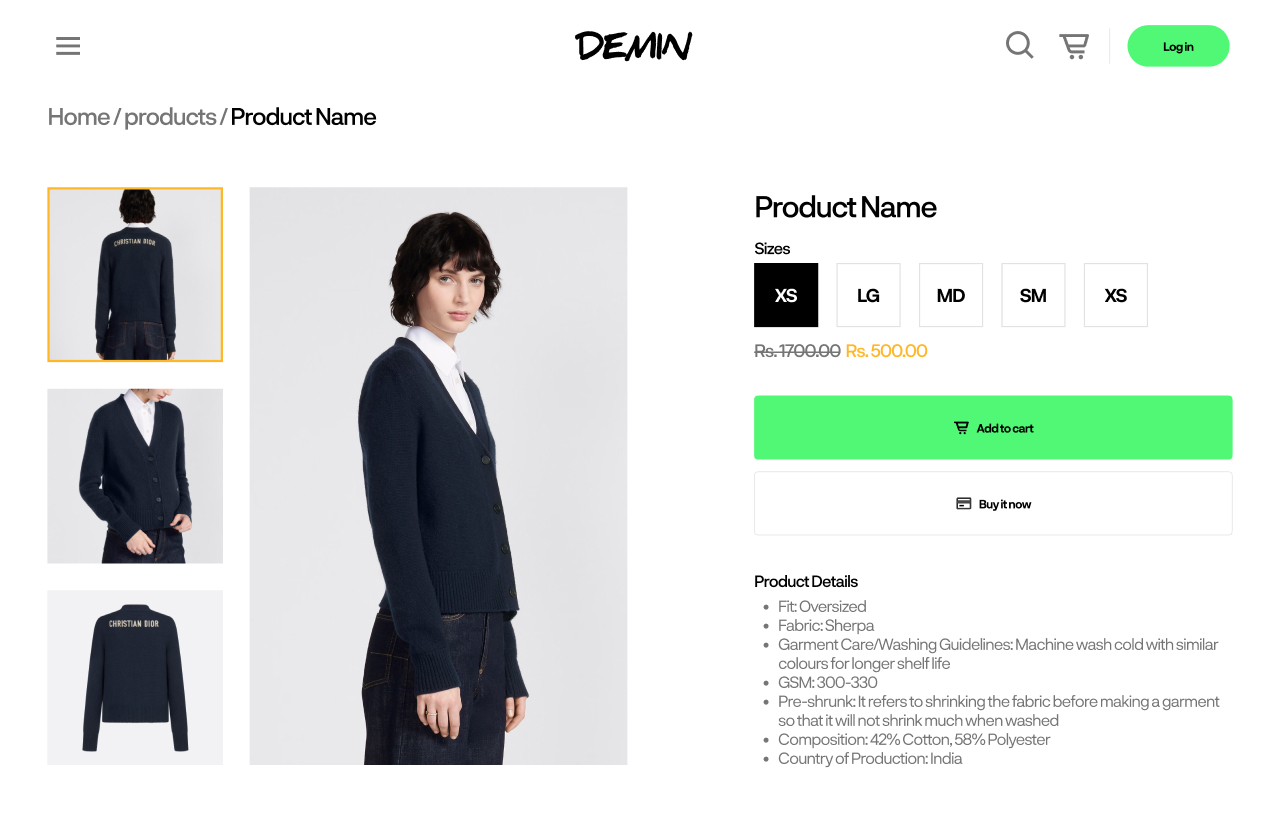 DEMIN
Log in
Home / products / Product Name
CHRISTIAN DIOR
CHRISTIAN DIOR
Product Name
Sizes
XS LG MD SM XS
Rs. 1700.00 Rs. 500.00
Add to cart
Buy it now
Product Details
• Fit: Oversized
• Fabric: Sherpa
• Garment Care/Washing Guidelines: Machine wash cold with similar
colours for longer shelf life
• GSM: 300-330
• Pre-shrunk: It refers to shrinking the fabric before making a garment
so that it will not shrink much when washed
• Composition: 42% Cotton, 58% Polyester
• Country of Production: India